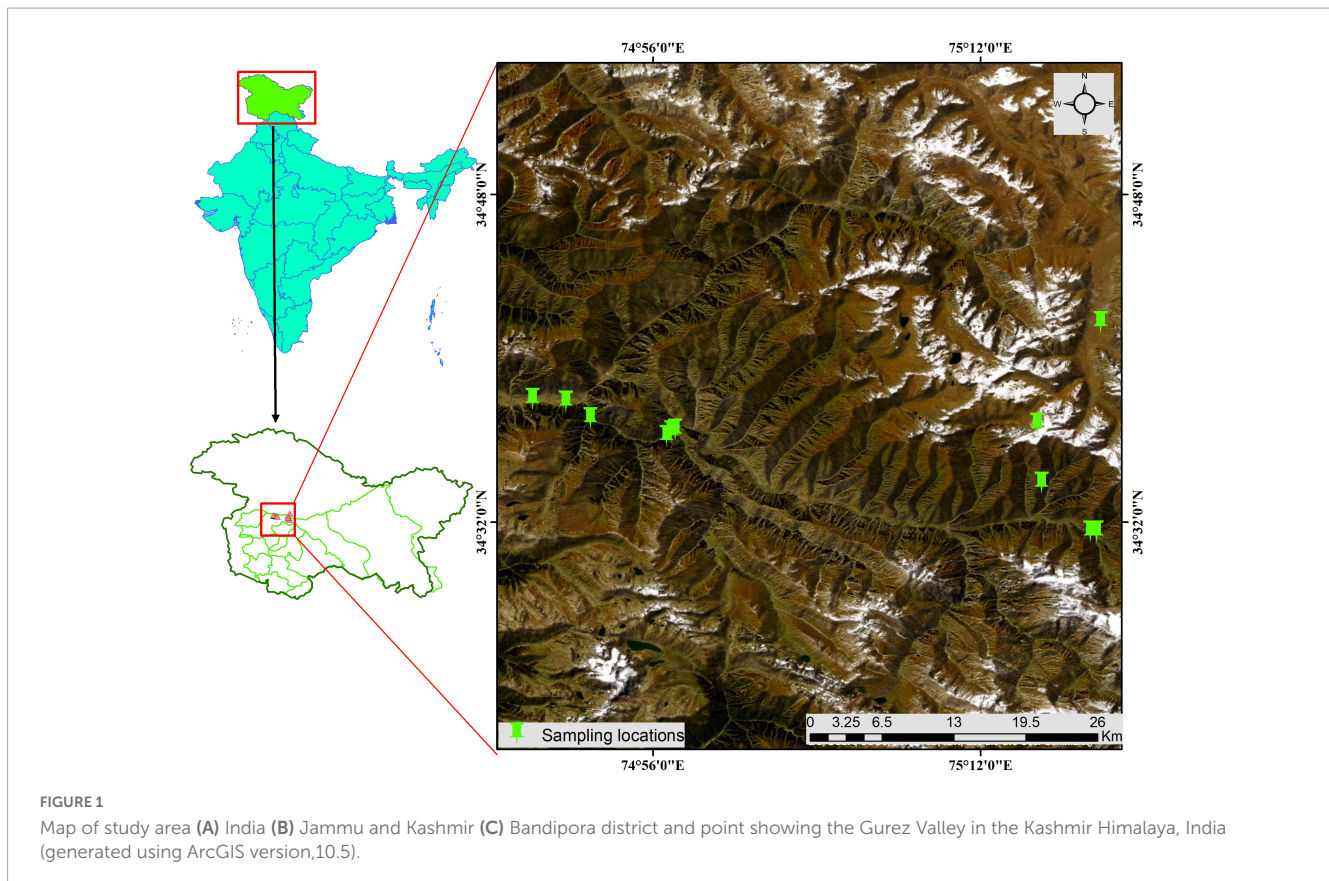 74°56'0"E 75°12'0"E
N
W E
S
34°48'0"N 34°48'0"N
34°32'0"N 34°32'0"N
Sampling locations
0 3.25 6.5 13 19.5 26
Km
74°56'0"E 75°12'0"E
FIGURE 1
Map of study area (A) India (B) Jammu and Kashmir (C) Bandipora district and point showing the Gurez Valley in the Kashmir Himalaya, India
(generated using ArcGIS version,10.5).